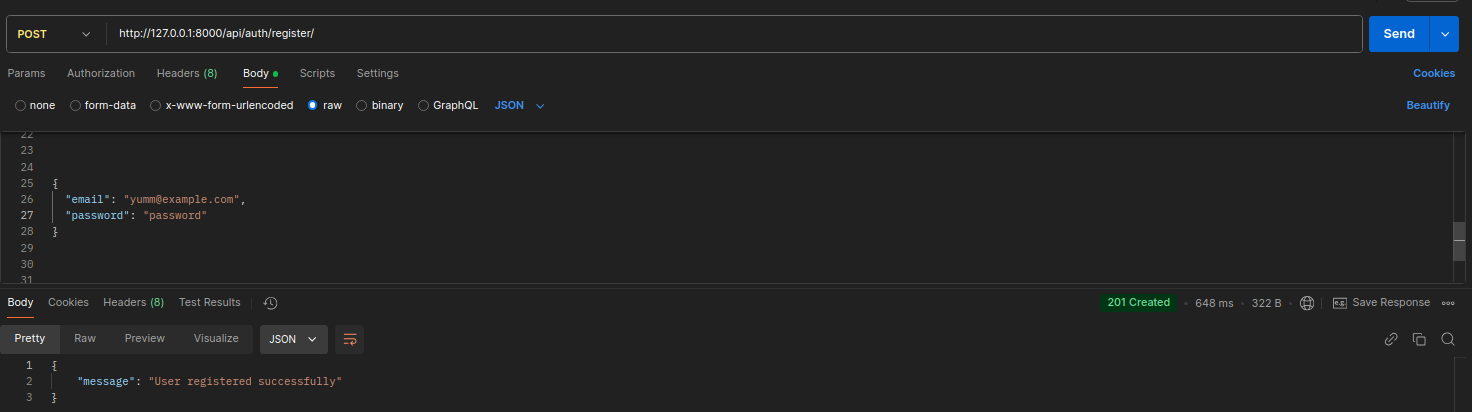 POST http://127.0.0.1:8000/api/auth/register/ Send
Params Authorization Headers (8) Body Scripts Settings Cookies
none form-data x-www-form-urlencoded raw binary GraphQL JSON Beautify
22
23
24
25 {
26 "email": "yumm@example.com",
27 "password": "password"
28 }
29
30
31
Body Cookies Headers (8) Test Results 201 Created 648 ms 322 B e.g. Save Response
Pretty Raw Preview Visualize JSON
1 {
2 "message": "User registered successfully"
3 }